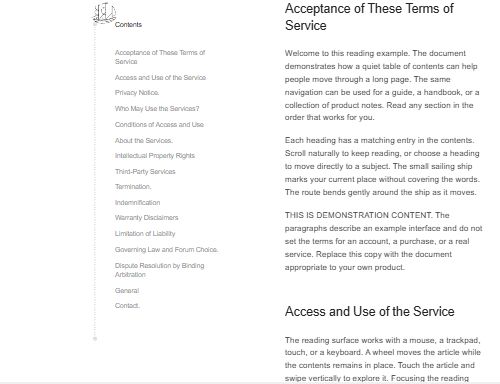 Contents
Acceptance of These Terms of
Service
Access and Use of the Service
Privacy Notice.
Who May Use the Services?
Conditions of Access and Use
About the Services.
Intellectual Property Rights
Third-Party Services
Termination.
Indemnification
Warranty Disclaimers
Limitation of Liability
Governing Law and Forum Choice.
Dispute Resolution by Binding
Arbitration
General
Contact.
Acceptance of These Terms of
Service
Welcome to this reading example. The document
demonstrates how a quiet table of contents can help
people move through a long page. The same
navigation can be used for a guide, a handbook, or a
collection of product notes. Read any section in the
order that works for you.
Each heading has a matching entry in the contents.
Scroll naturally to keep reading, or choose a heading
to move directly to a subject. The small sailing ship
marks your current place without covering the words.
The route bends gently around the ship as it moves.
THIS IS DEMONSTRATION CONTENT. The
paragraphs describe an example interface and do not
set the terms for an account, a purchase, or a real
service. Replace this copy with the document
appropriate to your own product.
Access and Use of the Service
The reading surface works with a mouse, a trackpad,
touch, or a keyboard. A wheel moves the article while
the contents remains in place. Touch the article and
swipe vertically to explore it. Focusing the reading